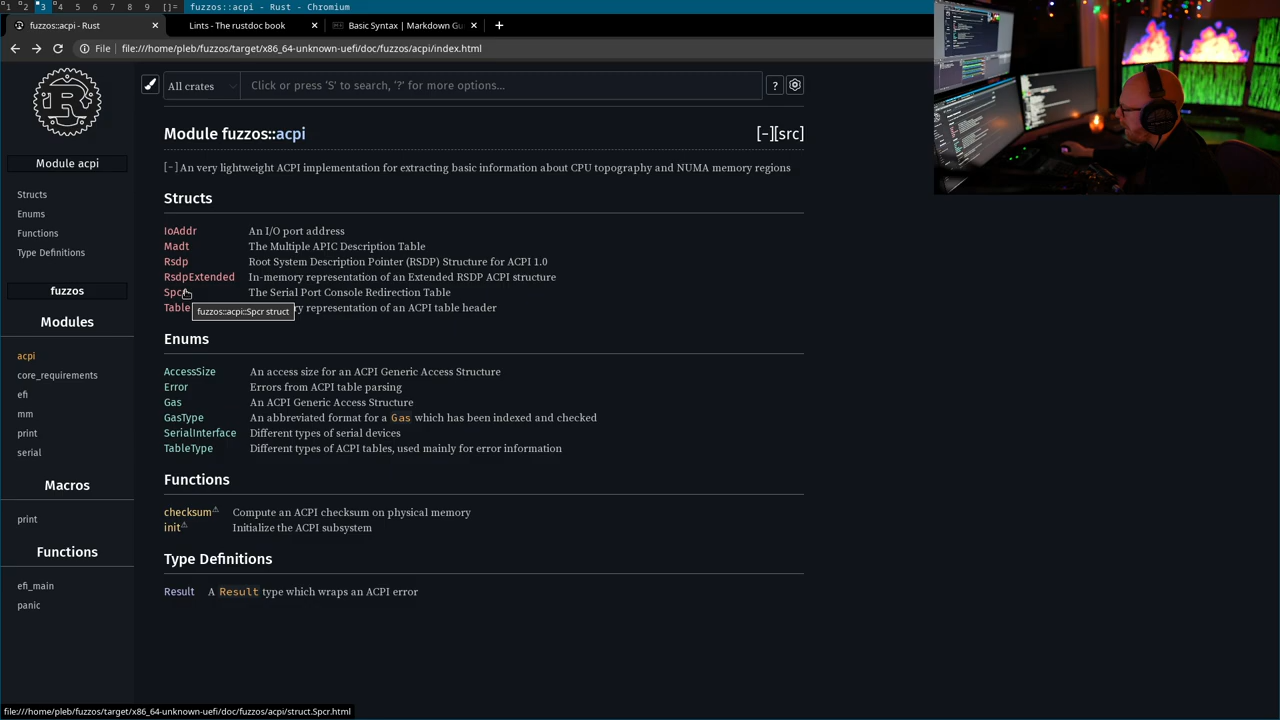 1 2 3 4 5 6 7 8 9 []= fuzzos::acpi - Rust - Chromium
fuzzos::acpi - Rust
Lints - The rustdoc book
Basic Syntax | Markdown Gu
File file:///home/pleb/fuzzos/target/x86_64-unknown-uefi/doc/fuzzos/acpi/index.html
All crates
Click or press ‘S’ to search, ‘?’ for more options…
?
Module fuzzos::acpi
[−][src]
[−] An very lightweight ACPI implementation for extracting basic information about CPU topography and NUMA memory regions
Module acpi
Structs
Enums
Functions
Type Definitions
fuzzos
Modules
acpi
core_requirements
efi
mm
print
serial
Macros
print
Functions
efi_main
panic
Structs
IoAddr An I/O port address
Madt The Multiple APIC Description Table
Rsdp Root System Description Pointer (RSDP) Structure for ACPI 1.0
RsdpExtended In-memory representation of an Extended RSDP ACPI structure
Spcr The Serial Port Console Redirection Table
Table representation of an ACPI table header
fuzzos::acpi::Spcr struct
Enums
AccessSize An access size for an ACPI Generic Access Structure
Error Errors from ACPI table parsing
Gas An ACPI Generic Access Structure
GasType An abbreviated format for a Gas which has been indexed and checked
SerialInterface Different types of serial devices
TableType Different types of ACPI tables, used mainly for error information
Functions
checksum⚠ Compute an ACPI checksum on physical memory
init⚠ Initialize the ACPI subsystem
Type Definitions
Result A Result type which wraps an ACPI error
file:///home/pleb/fuzzos/target/x86_64-unknown-uefi/doc/fuzzos/acpi/struct.Spcr.html